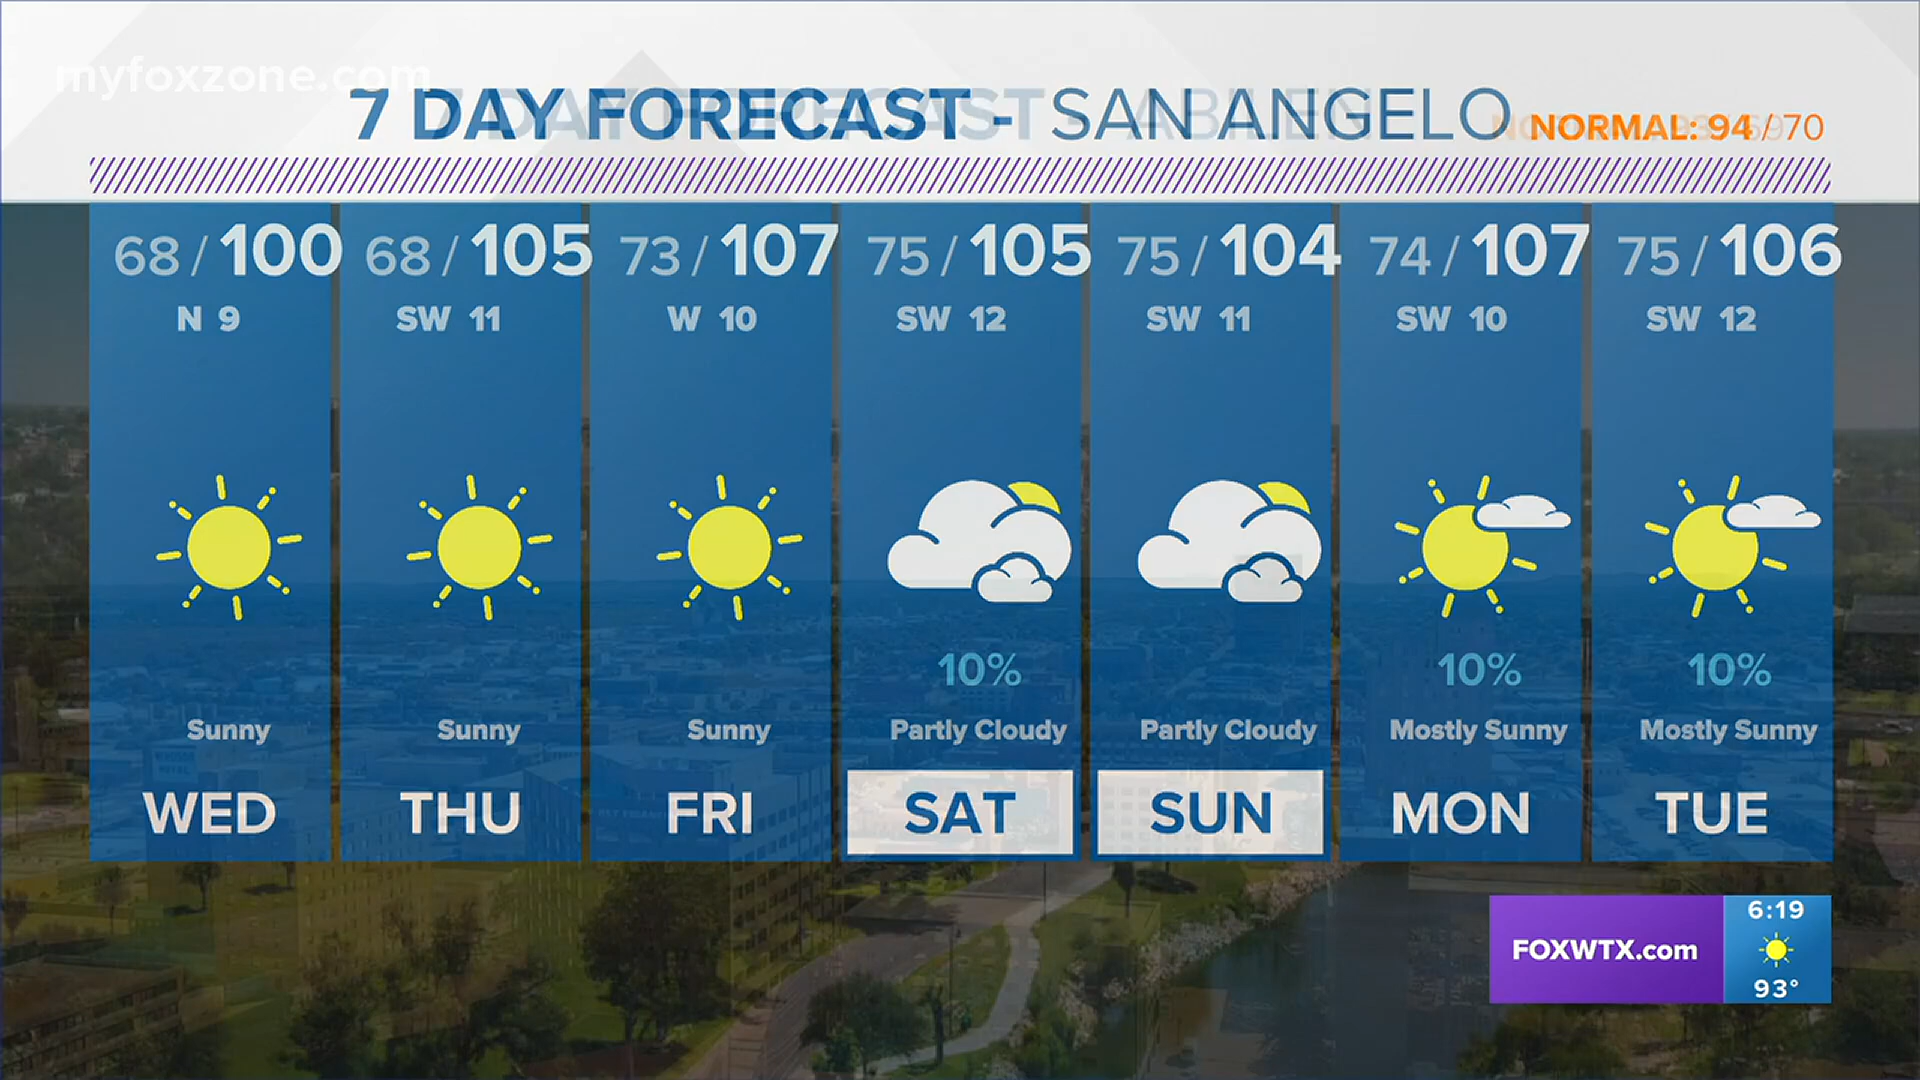 myfoxzone.com
7 DAY FORECAST - SAN ANGELO
NORMAL: 94 / 70
68 / 100
N 9
Sunny
WED
68 / 105
SW 11
Sunny
THU
73 / 107
W 10
Sunny
FRI
75 / 105
SW 12
10%
Partly Cloudy
SAT
75 / 104
SW 11
Partly Cloudy
SUN
74 / 107
SW 10
10%
Mostly Sunny
MON
75 / 106
SW 12
10%
Mostly Sunny
TUE
FOXWTX.com
6:19
93°